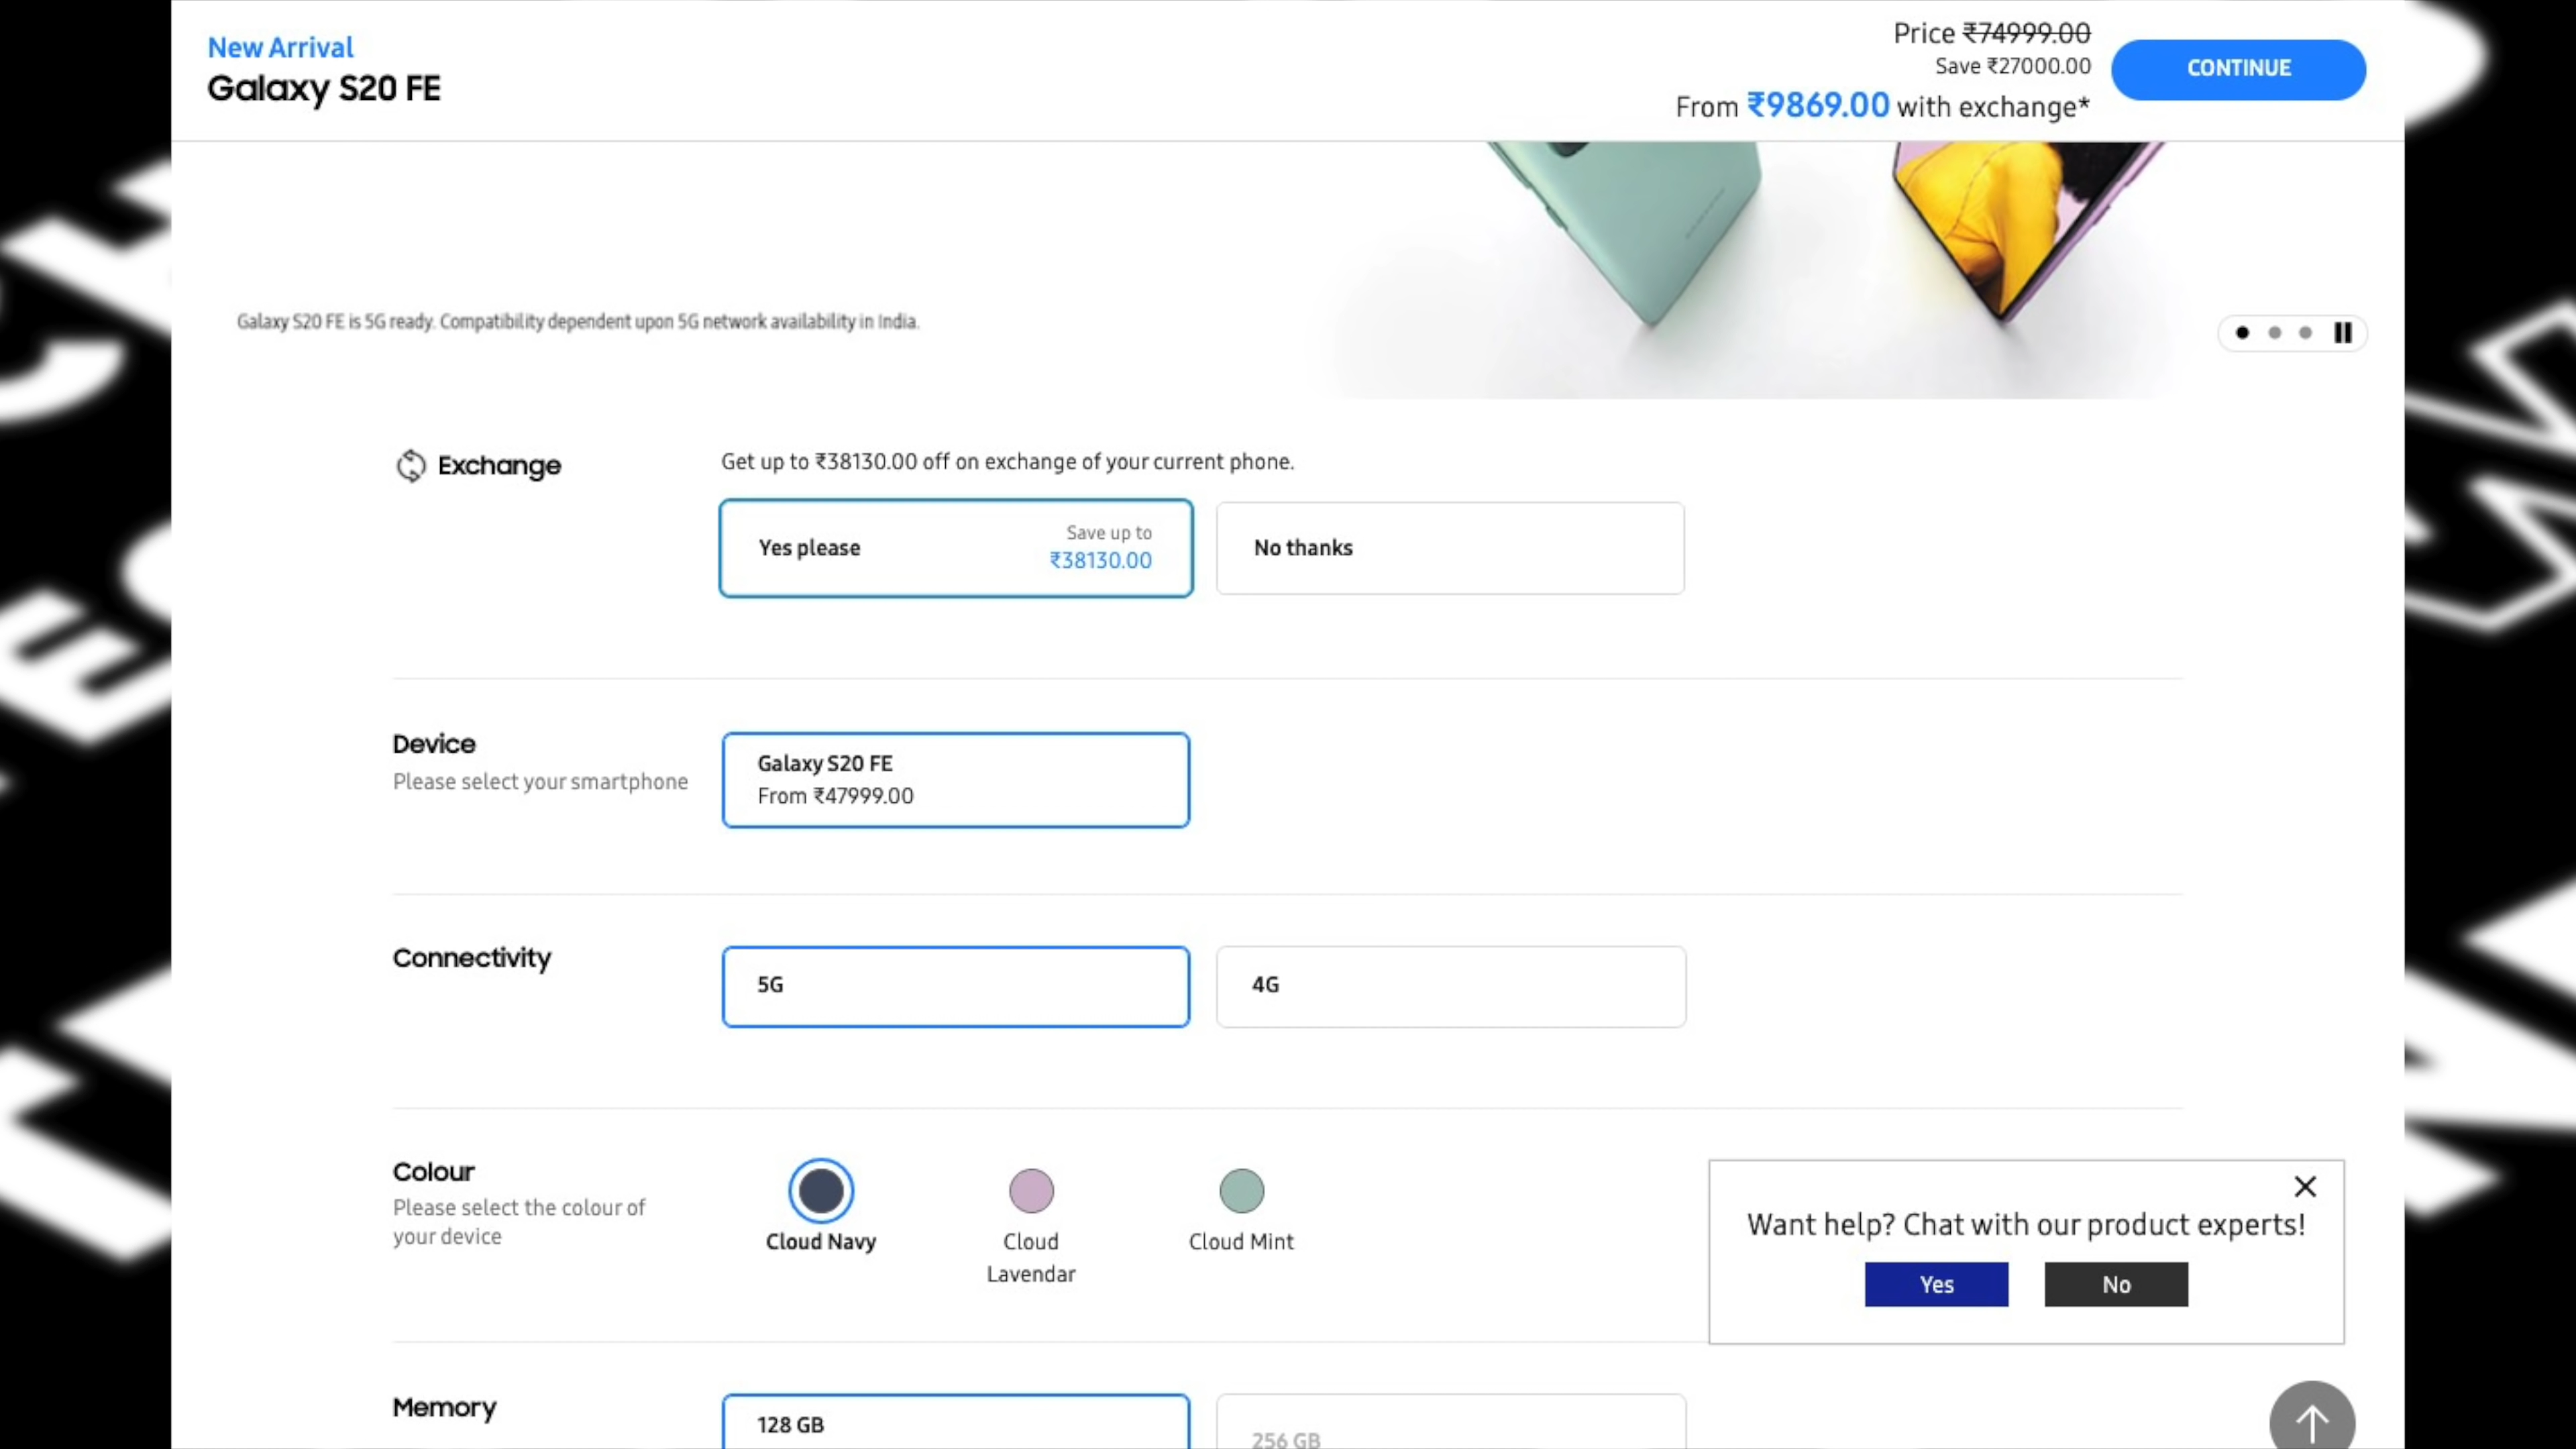 New Arrival
Galaxy S20 FE
Price ₹74999.00
Save ₹27000.00
From ₹9869.00 with exchange*
CONTINUE
Galaxy S20 FE is 5G ready. Compatibility dependent upon 5G network availability in India.
Exchange
Get up to ₹38130.00 off on exchange of your current phone.
Yes please
Save up to
₹38130.00
No thanks
Device
Please select your smartphone
Galaxy S20 FE
From ₹47999.00
Connectivity
5G
4G
Colour
Please select the colour of
your device
Cloud Navy
Cloud
Lavendar
Cloud Mint
Want help? Chat with our product experts!
Yes
No
Memory
128 GB
256 GB